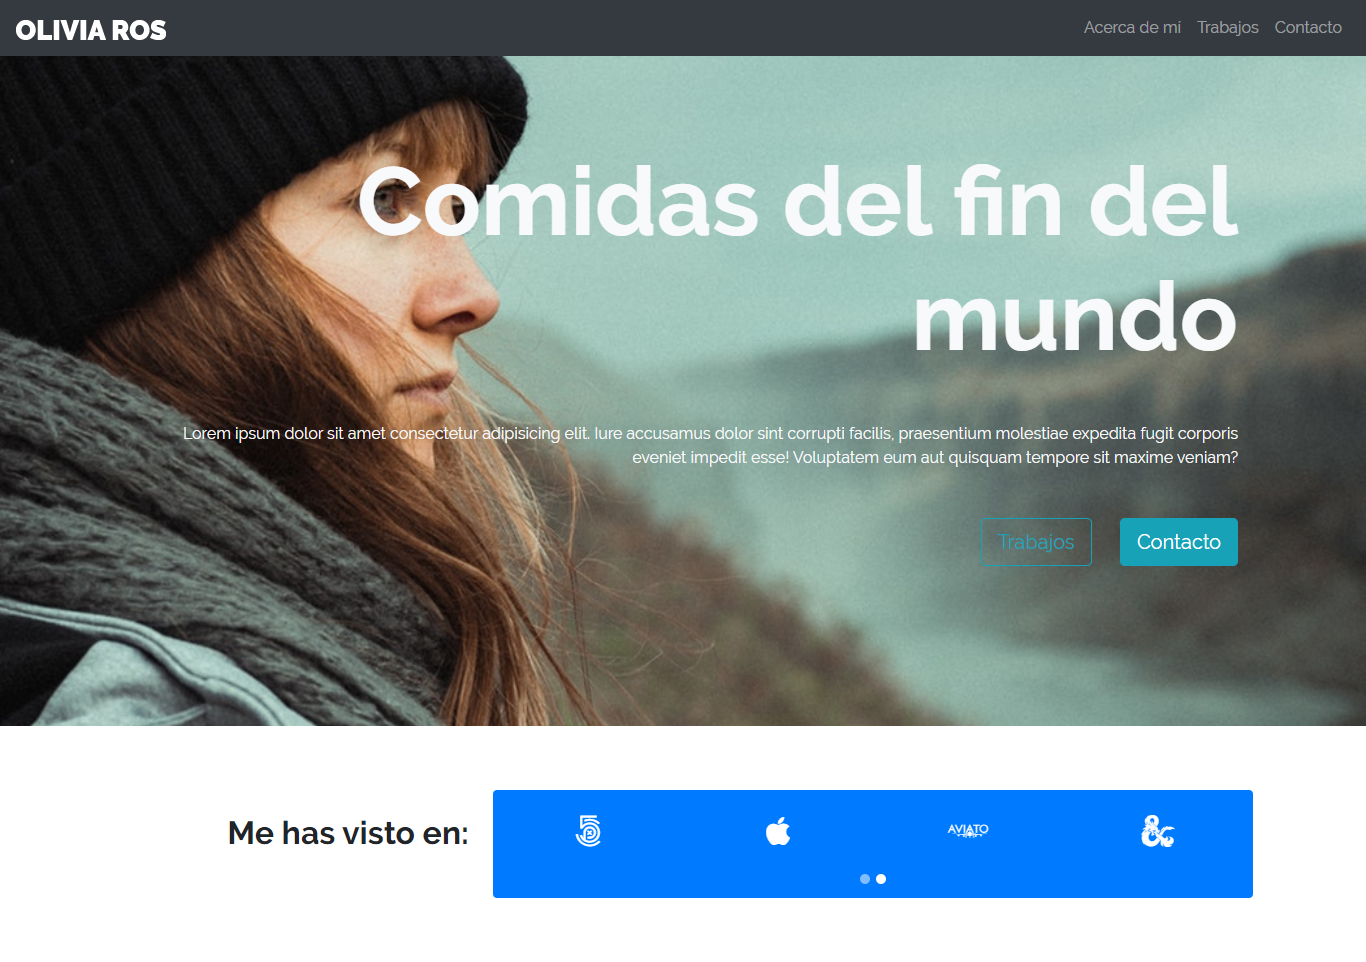 OLIVIA ROS
Acerca de mi Trabajos Contacto
Comidas del fin del
mundo
Lorem ipsum dolor sit amet consectetur adipisicing elit. Iure accusamus dolor sint corrupti facilis, praesentium molestiae expedita fugit corporis
eveniet impedit esse! Voluptatem eum aut quisquam tempore sit maxime veniam?
Trabajos Contacto
Me has visto en:
5 AVIATO &